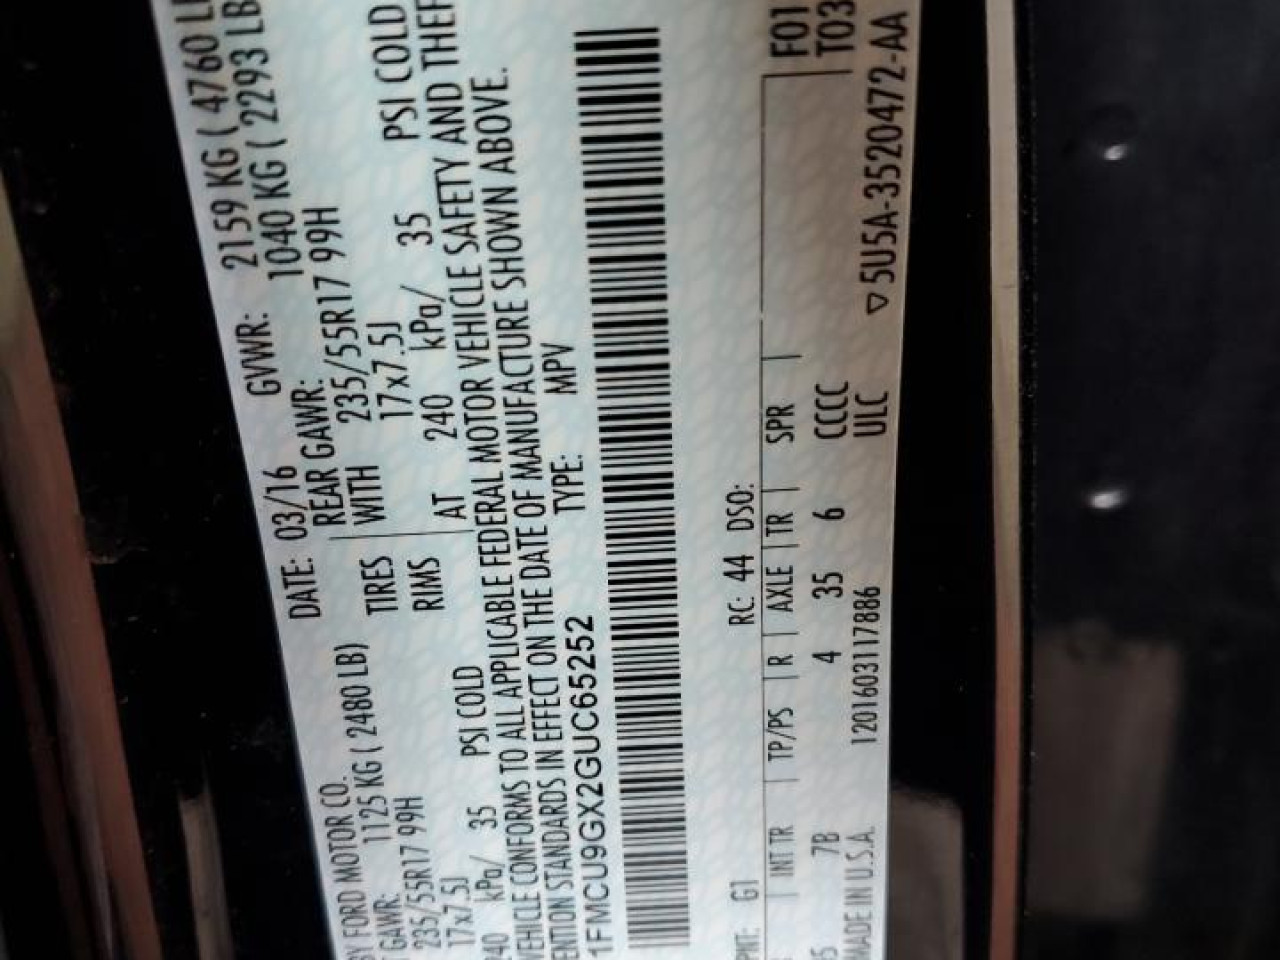 BY FORD MOTOR CO. DATE: 03/16 GVWR: 2159 KG ( 4760 L
GAWR: 1125 KG ( 2480 LB) REAR GAWR: 1040 KG ( 2293 LB
235/55R17 99H TIRES WITH 235/55R17 99H
17x7.5J RIMS 17x7.5J
240 kPa/ 35 PSI COLD AT 240 kPa/ 35 PSI COLD
VEHICLE CONFORMS TO ALL APPLICABLE FEDERAL MOTOR VEHICLE SAFETY AND THEF
ENTION STANDARDS IN EFFECT ON THE DATE OF MANUFACTURE SHOWN ABOVE.
1FMCU9GX2GUC65252 TYPE: MPV
PNT: G1 RC: 44 DSO:
INT TR TP/PS R AXLE TR SPR F01
7B 4 35 6 CCCC T03
ULC
MADE IN U.S.A. 1201603117886 ▽5U5A-3520472-AA